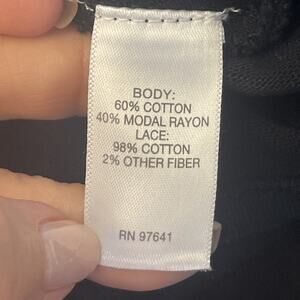 BODY:
60% COTTON
40% MODAL RAYON
LACE:
98% COTTON
2% OTHER FIBER
RN 97641